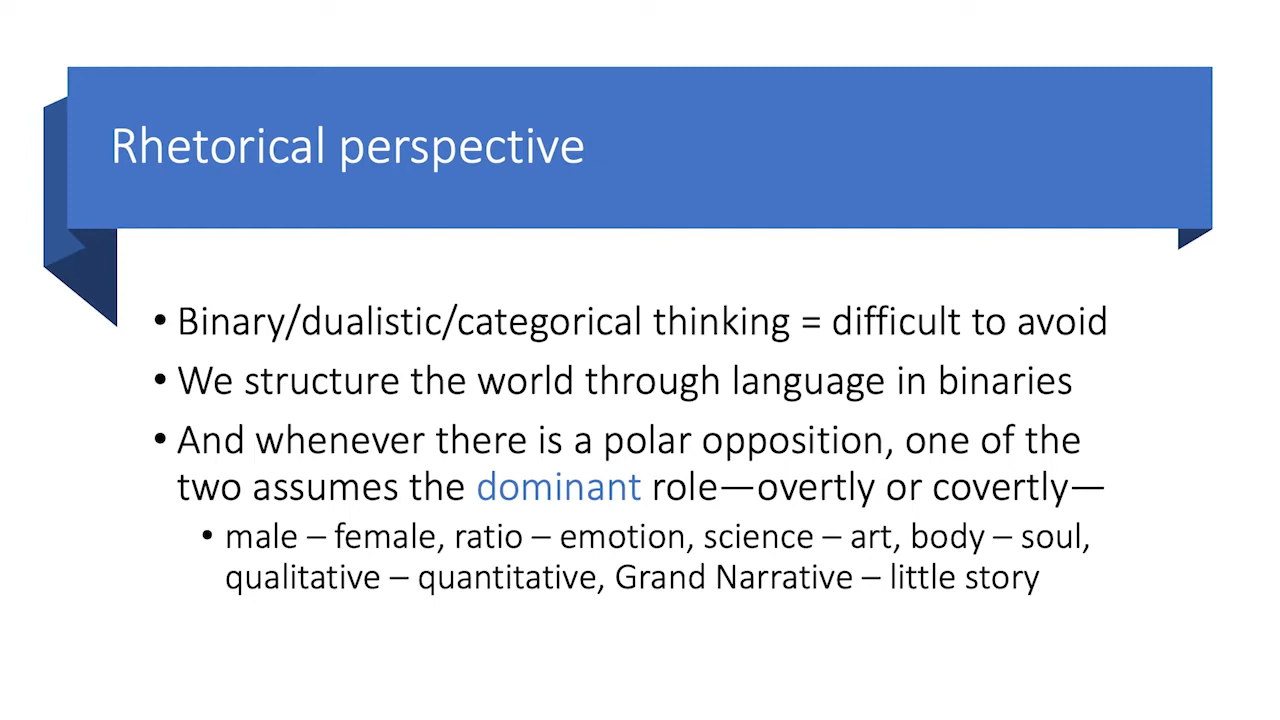 Rhetorical perspective
• Binary/dualistic/categorical thinking = difficult to avoid
• We structure the world through language in binaries
• And whenever there is a polar opposition, one of the
two assumes the dominant role—overtly or covertly—
• male – female, ratio – emotion, science – art, body – soul,
qualitative – quantitative, Grand Narrative – little story